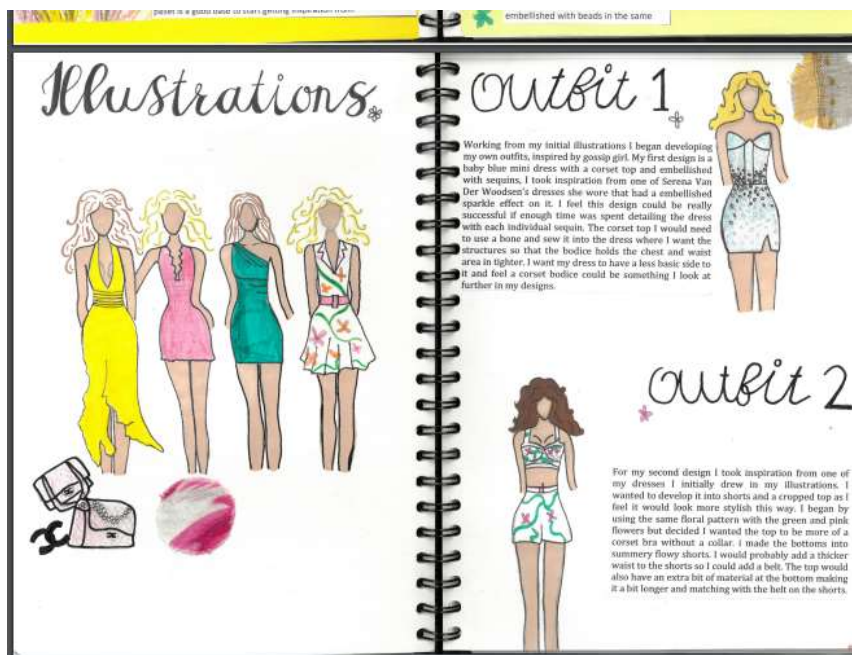 palet is a good base to start getting inspiration from.
embellished with beads in the same
Illustrations
Outfit 1
Working from my initial illustrations I began developing
my own outfits, inspired by gossip girl. My first design is a
baby blue mini dress with a corset top and embellished
with sequins, I took inspiration from one of Serena Van
Der Woodsen's dresses she wore that had a embellished
sparkle effect on it. I feel this design could be really
successful if enough time was spent detailing the dress
with each individual sequin. The corset top I would need
to use a bone and sew it into the dress where I want the
structures so that the bodice holds the chest and waist
area in tighter. I want my dress to have a less basic side to
it and feel a corset bodice could be something I look at
further in my designs.
Outfit 2
For my second design I took inspiration from one of
my dresses I initially drew in my illustrations. I
wanted to develop it into shorts and a cropped top as I
feel it would look more stylish this way. I began by
using the same floral pattern with the green and pink
flowers but decided I wanted the top to be more of a
corset bra without a collar. i made the bottoms into
summery flowy shorts. I would probably add a thicker
waist to the shorts so I could add a belt. The top would
also have an extra bit of material at the bottom making
it a bit longer and matching with the belt on the shorts.